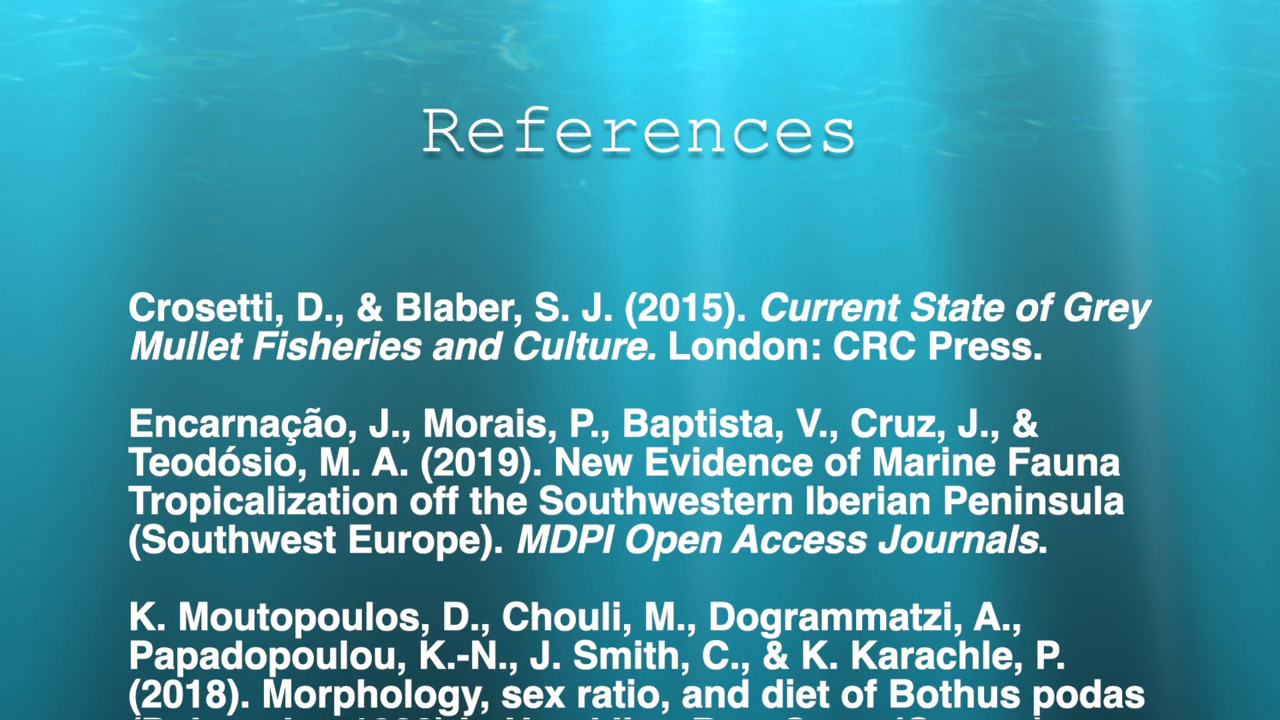 References
Crosetti, D., & Blaber, S. J. (2015). Current State of Grey
Mullet Fisheries and Culture. London: CRC Press.
Encarnação, J., Morais, P., Baptista, V., Cruz, J., &
Teodósio, M. A. (2019). New Evidence of Marine Fauna
Tropicalization off the Southwestern Iberian Peninsula
(Southwest Europe). MDPI Open Access Journals.
K. Moutopoulos, D., Chouli, M., Dogrammatzi, A.,
Papadopoulou, K.-N., J. Smith, C., & K. Karachle, P.
(2018). Morphology, sex ratio, and diet of Bothus podas